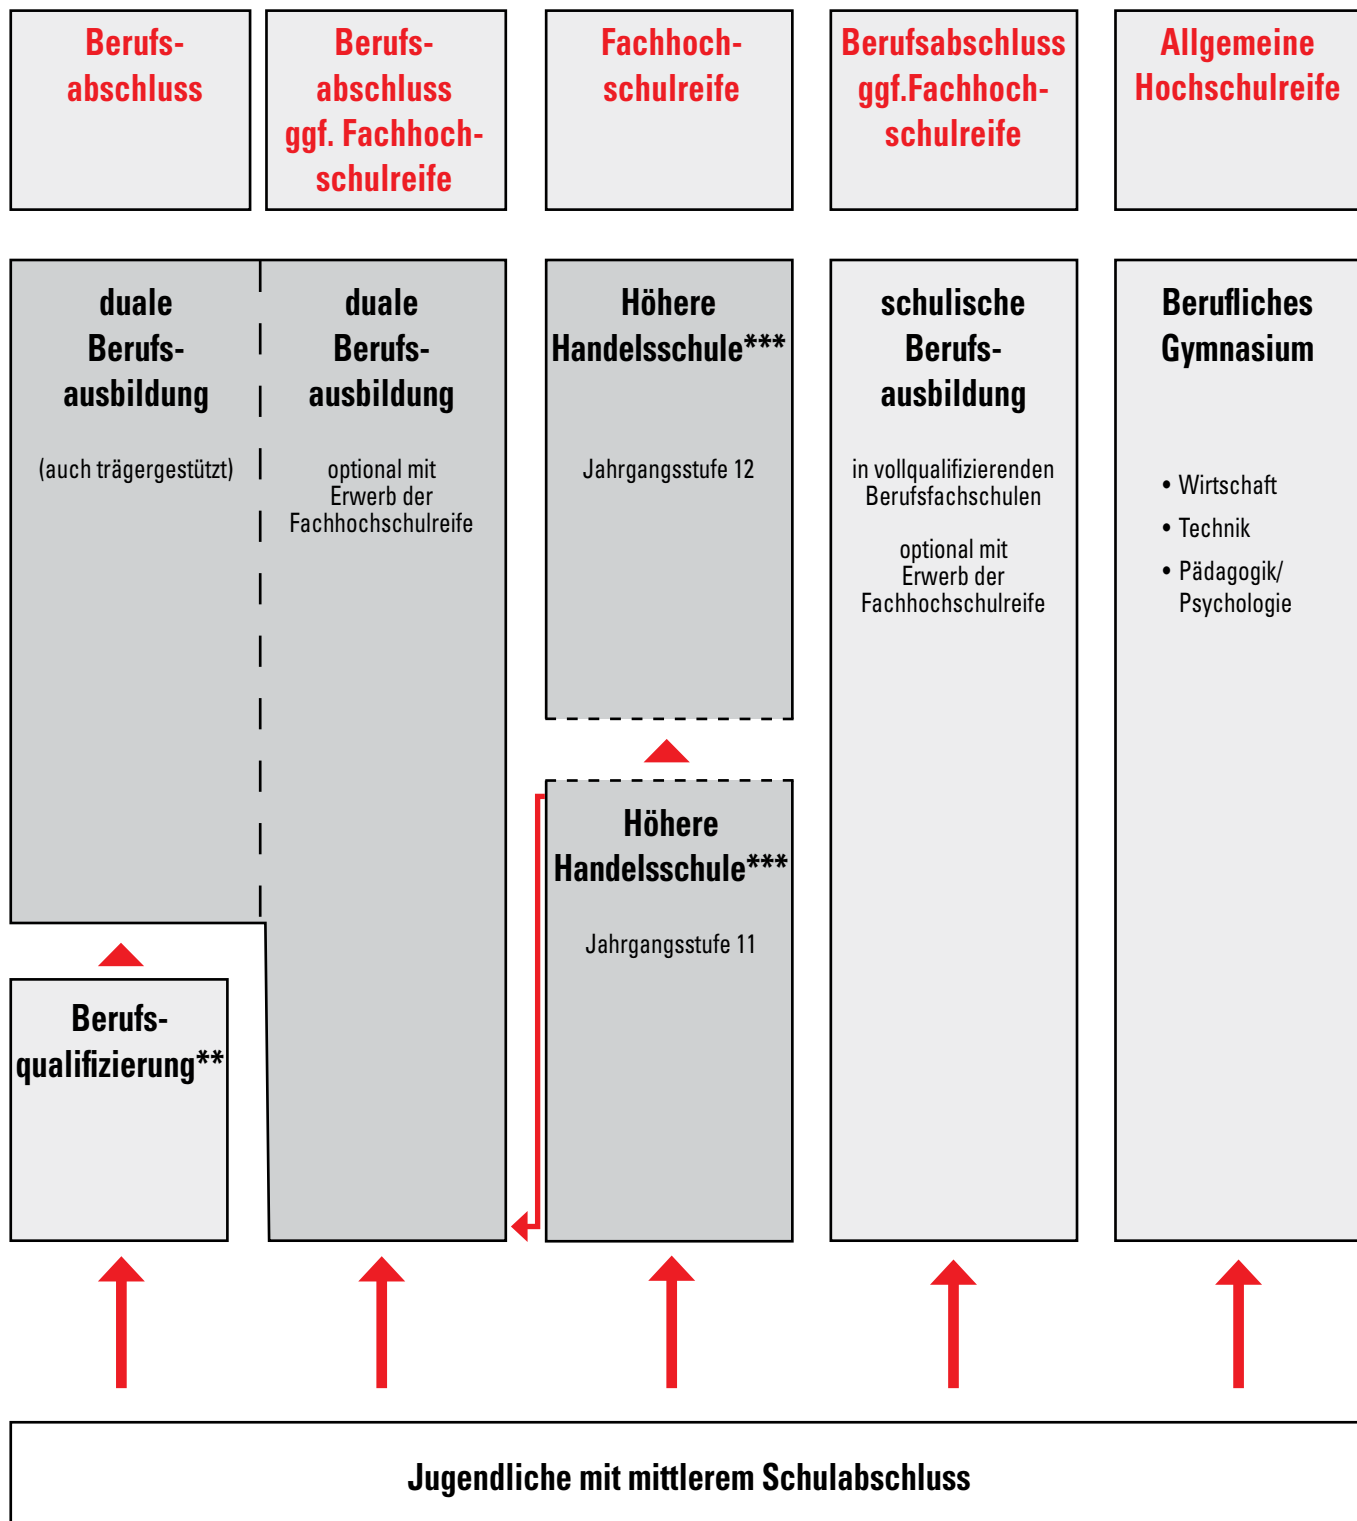 Berufs-
abschluss
Berufs-
abschluss
ggf. Fachhoch-
schulreife
Fachhoch-
schulreife
Berufsabschluss
ggf.Fachhoch-
schulreife
Allgemeine
Hochschulreife
duale
Berufs-
ausbildung
(auch trägergestützt)
duale
Berufs-
ausbildung
optional mit
Erwerb der
Fachhochschulreife
Höhere
Handelsschule***
Jahrgangsstufe 12
schulische
Berufs-
ausbildung
in vollqualifizierenden
Berufsfachschulen
optional mit
Erwerb der
Fachhochschulreife
Berufliches
Gymnasium
• Wirtschaft
• Technik
• Pädagogik/
Psychologie
Höhere
Handelsschule***
Jahrgangsstufe 11
Berufs-
qualifizierung**
Jugendliche mit mittlerem Schulabschluss